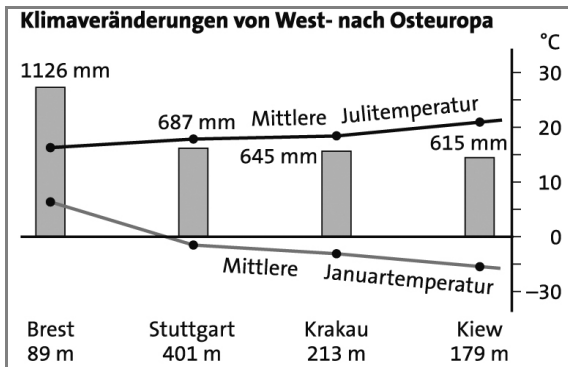 Klimaveränderungen von West- nach Osteuropa
°C
1126 mm
30
687 mm
Mittlere Julitemperatur
20
645 mm
615 mm
10
0
Mittlere Januartemperatur
–30
Brest
Stuttgart
Krakau
Kiew
89 m
401 m
213 m
179 m